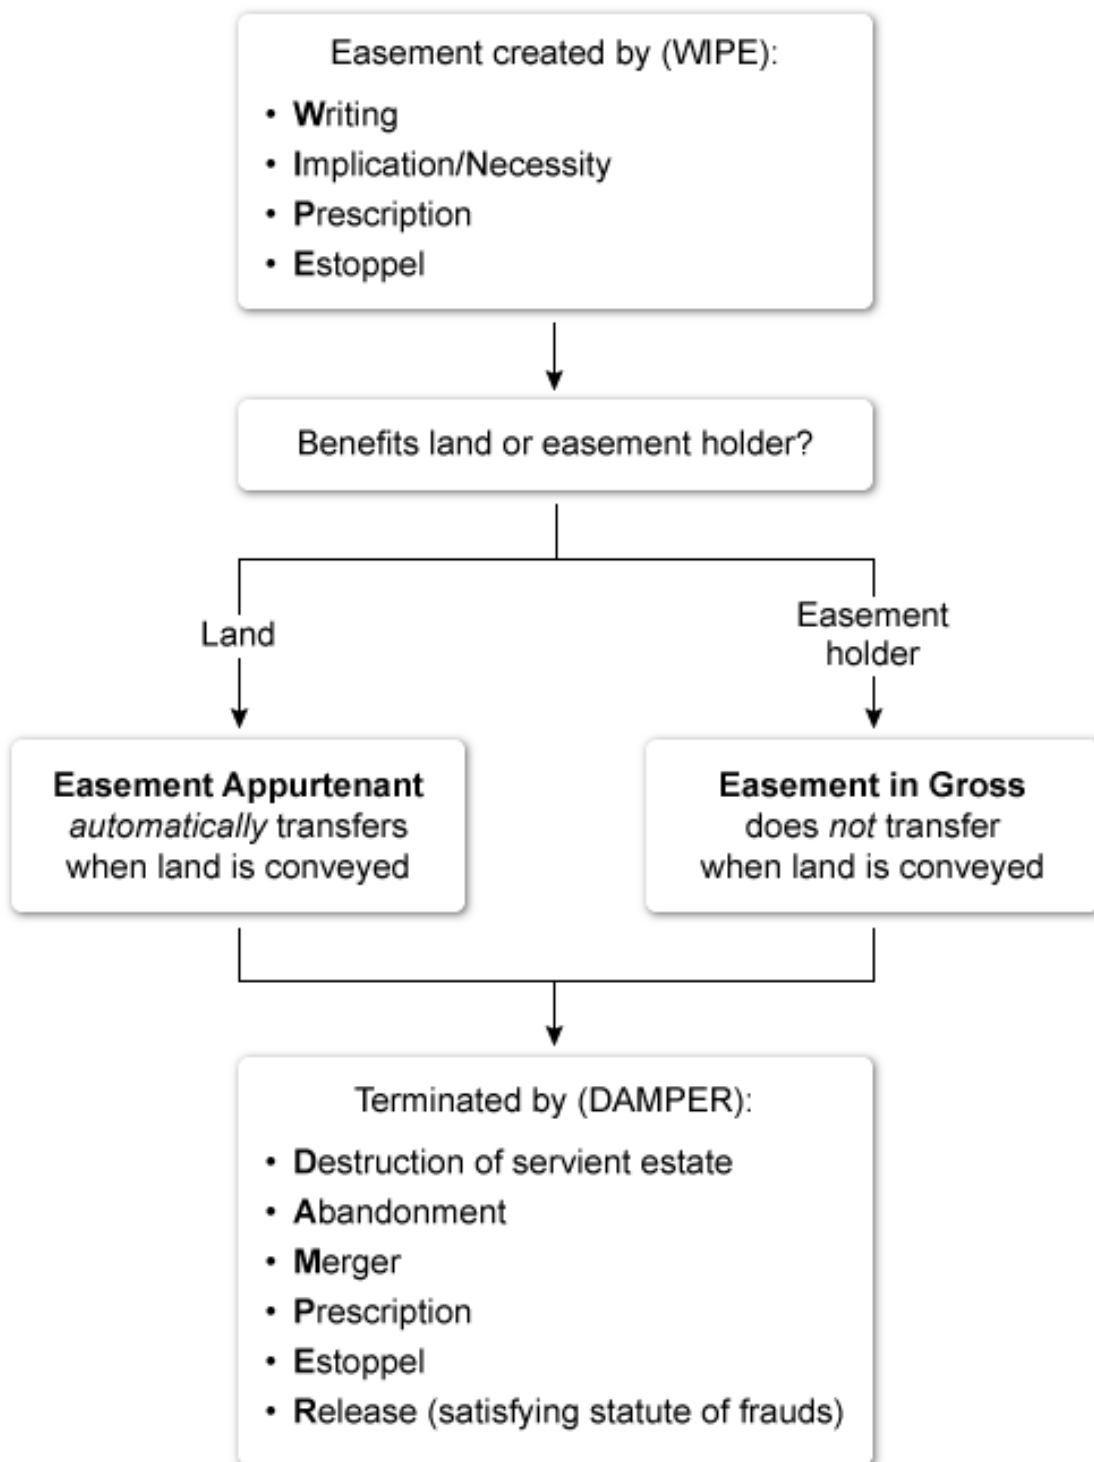 Easement created by (WIPE):
• Writing
• Implication/Necessity
• Prescription
• Estoppel
Benefits land or easement holder?
Land
Easement
holder
Easement Appurtenant
automatically transfers
when land is conveyed
Easement in Gross
does not transfer
when land is conveyed
Terminated by (DAMPER):
• Destruction of servient estate
• Abandonment
• Merger
• Prescription
• Estoppel
• Release (satisfying statute of frauds)